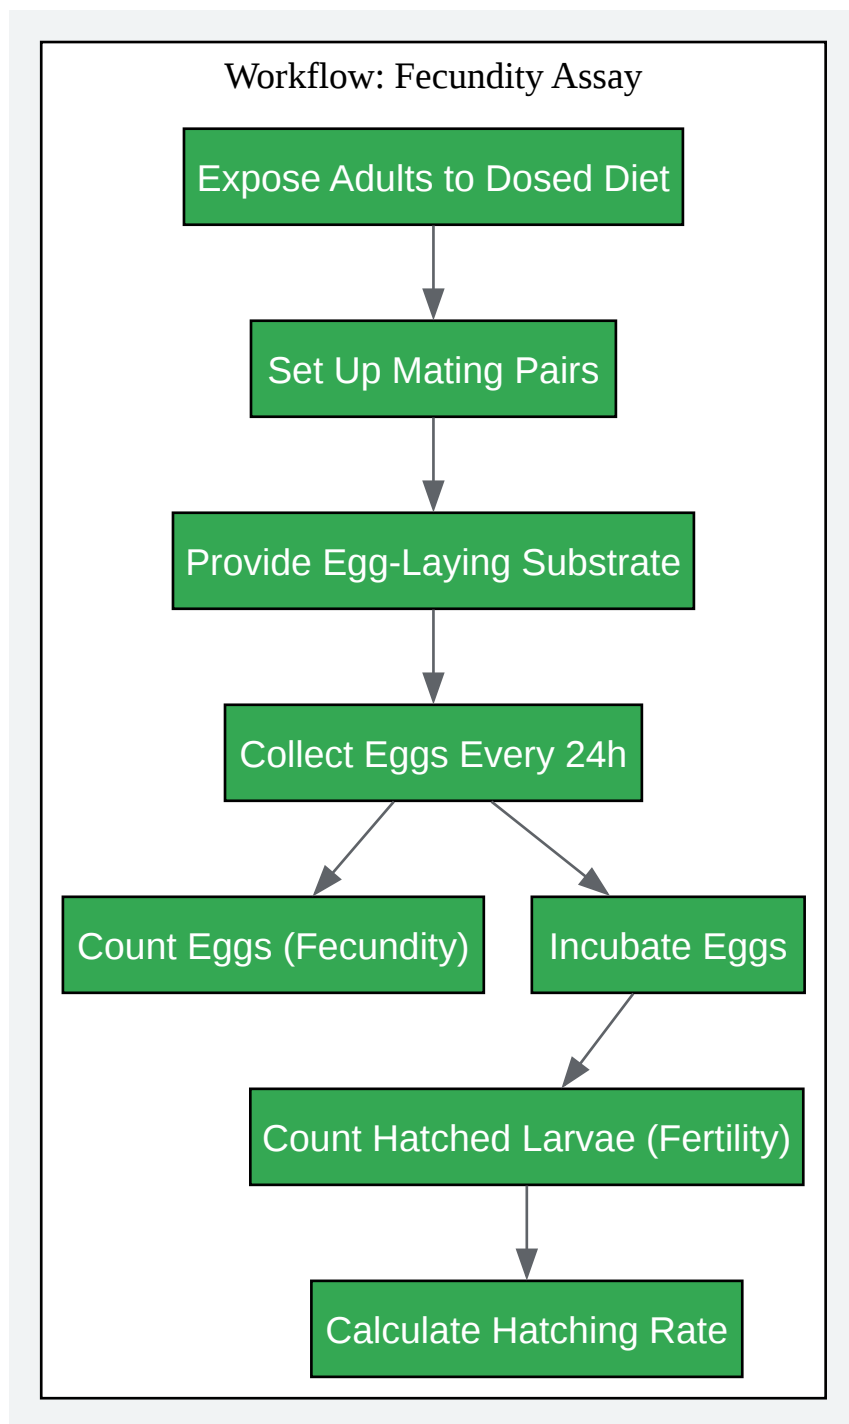 Workflow: Fecundity Assay
Expose Adults to Dosed Diet
Set Up Mating Pairs
Provide Egg-Laying Substrate
Collect Eggs Every 24h
Count Eggs (Fecundity)
Incubate Eggs
Count Hatched Larvae (Fertility)
Calculate Hatching Rate